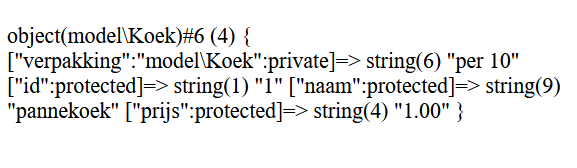 object(model\Koek)#6 (4) {
["verpakking":"model\Koek":private]=> string(6) "per 10"
["id":protected]=> string(1) "1" ["naam":protected]=> string(9)
"pannekoek" ["prijs":protected]=> string(4) "1.00" }